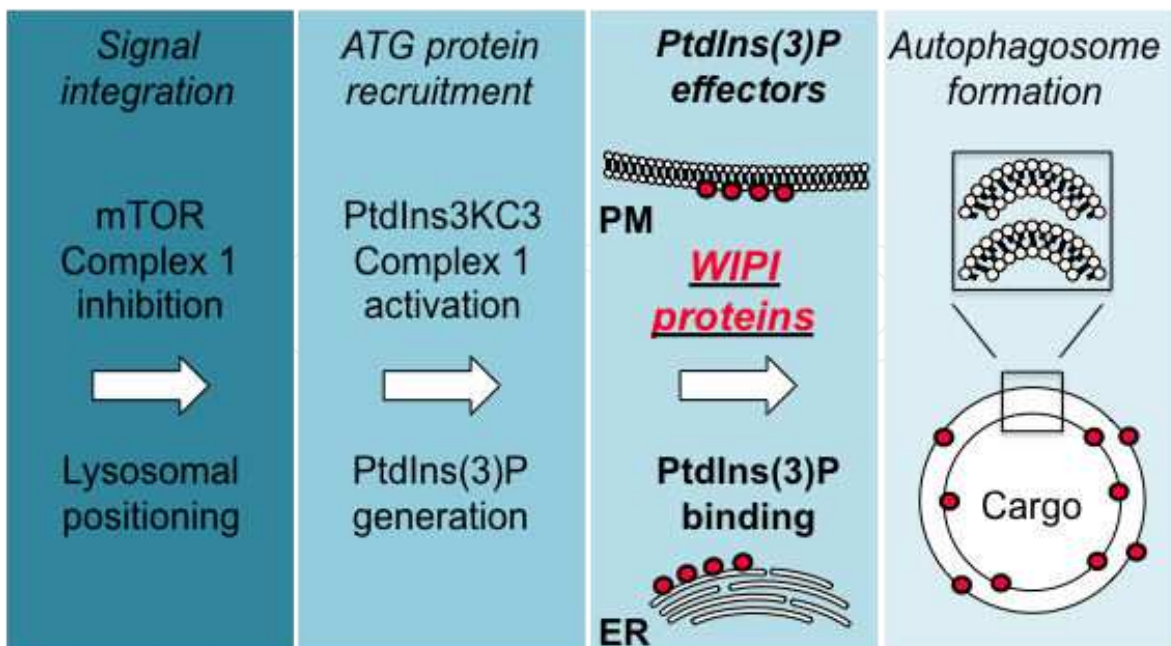 Signal
integration
mTOR
Complex 1
inhibition
Lysosomal
positioning
ATG protein
recruitment
PtdIns3KC3
Complex 1
activation
PtdIns(3)P
generation
PtdIns(3)P
effectors
PM
WIPI
proteins
PtdIns(3)P
binding
ER
Autophagosome
formation
Cargo